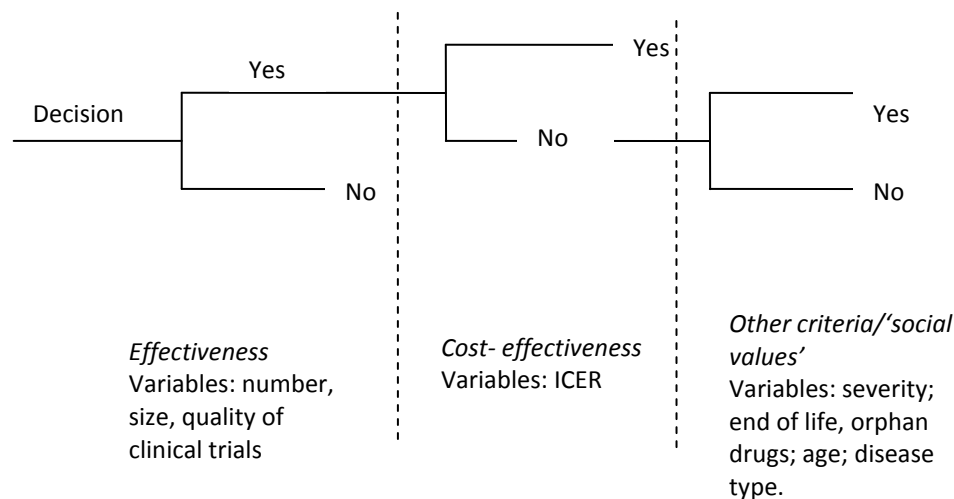 Decision
Yes
No
Yes
No
Yes
No
Effectiveness
Variables: number,
size, quality of
clinical trials
Cost- effectiveness
Variables: ICER
Other criteria/‘social
values’
Variables: severity;
end of life, orphan
drugs; age; disease
type.